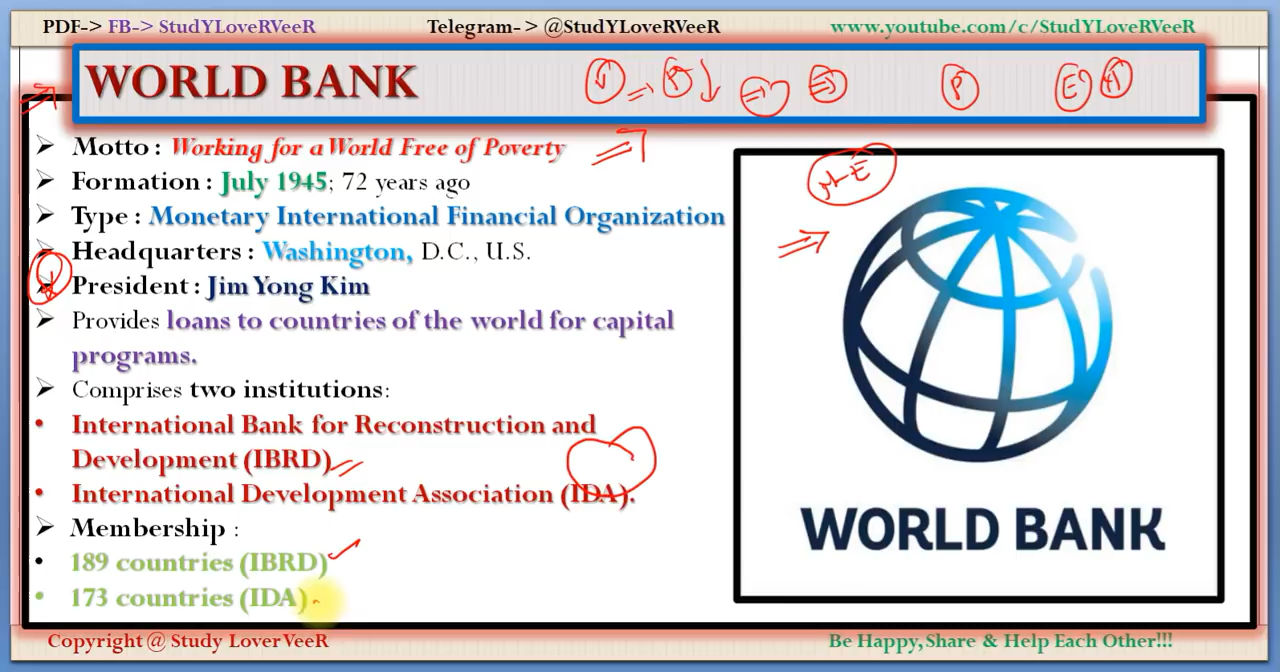 PDF-> FB-> StudYLoveRVeeR
Telegram- > @StudYLoveRVeeR
www.youtube.com/c/StudYLoveRVeeR
WORLD BANK
Motto : Working for a World Free of Poverty
Formation : July 1945; 72 years ago
Type : Monetary International Financial Organization
Headquarters : Washington, D.C., U.S.
President : Jim Yong Kim
Provides loans to countries of the world for capital
programs.
Comprises two institutions:
International Bank for Reconstruction and
Development (IBRD)
International Development Association (IDA).
Membership :
189 countries (IBRD)
173 countries (IDA)
WORLD BANK
Copyright @ Study LoverVeeR
Be Happy,Share & Help Each Other!!!